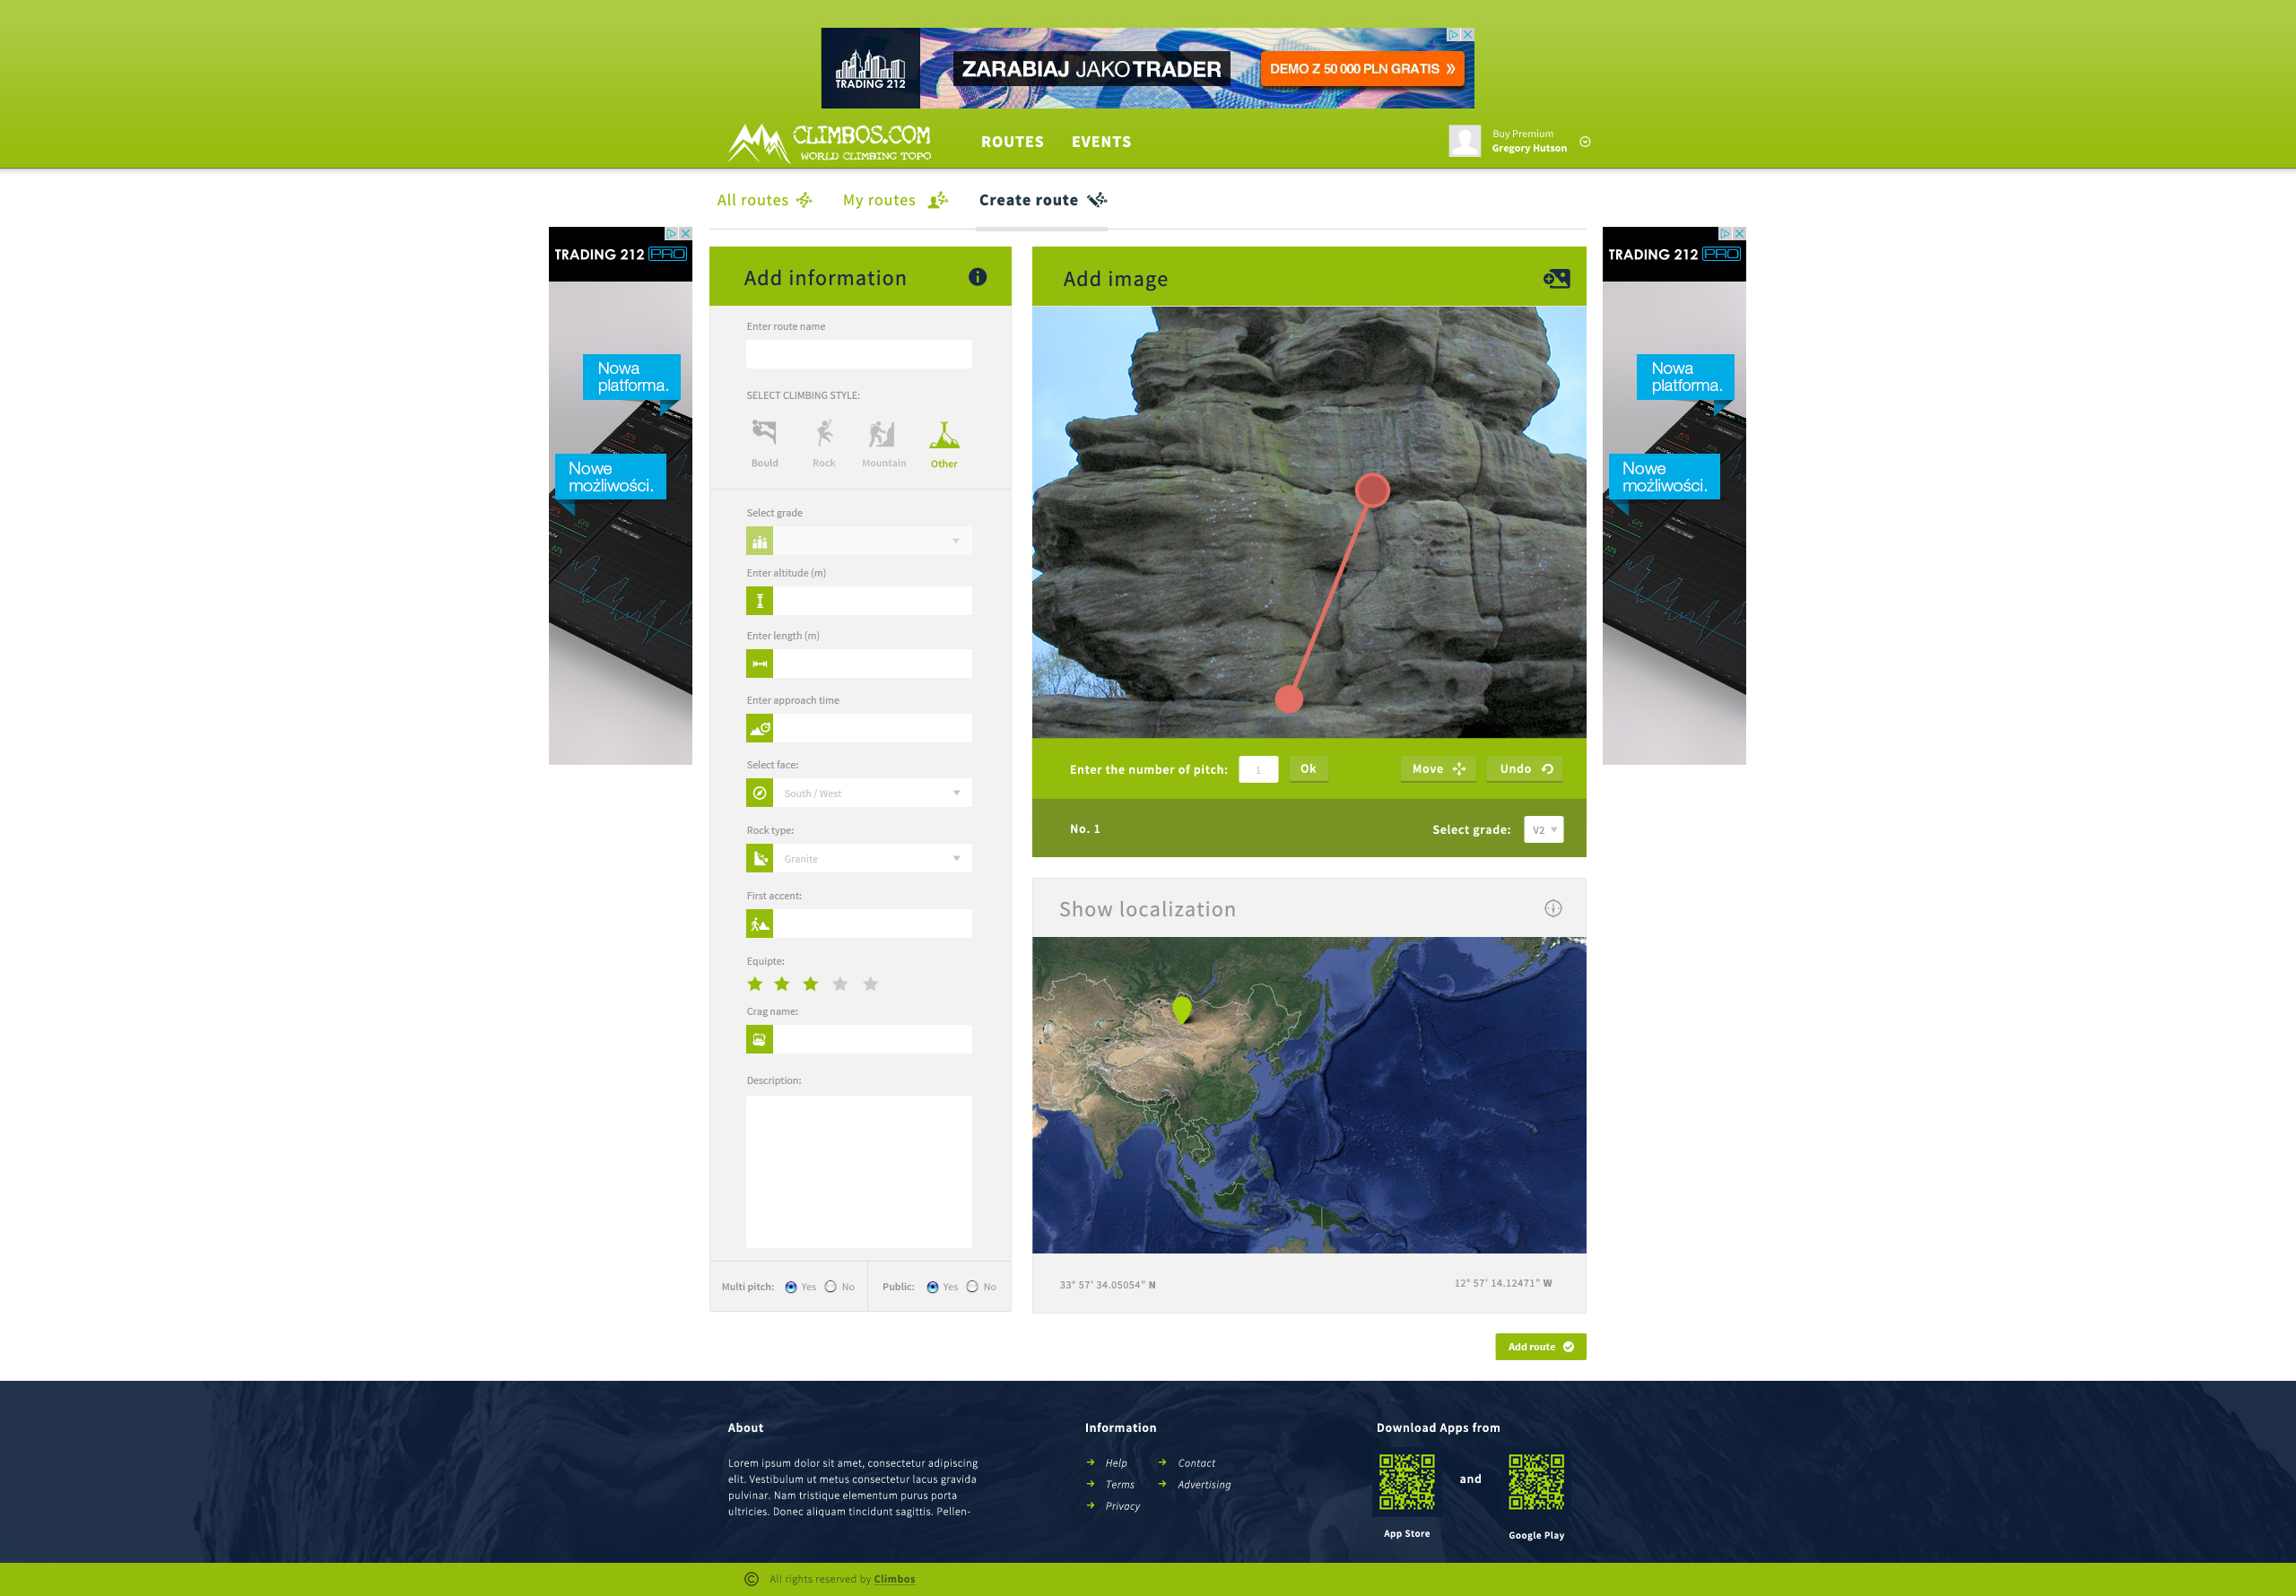 TRADING 212
ZARABIAJ JAKO TRADER
DEMO Z 50 000 PLN GRATIS »
CLIMBOS.COM
WORLD CLIMBING TOPO
ROUTES
EVENTS
Buy Premium
Gregory Hutson
All routes
My routes
Create route
TRADING 212 PRO
Nowa
platforma.
Nowe
możliwości.
Add information
Enter route name
SELECT CLIMBING STYLE:
Bould
Rock
Mountain
Other
Select grade
Enter altitude (m)
Enter length (m)
Enter approach time
Select face:
South / West
Rock type:
Granite
First accent:
Equipte:
Crag name:
Description:
Multi pitch:
Yes
No
Public:
Yes
No
Add image
Enter the number of pitch:
1
Ok
Move
Undo
No. 1
Select grade:
V2
Show localization
33° 57' 34.05054" N
12° 57' 14.12471" W
TRADING 212 PRO
Nowa
platforma.
Nowe
możliwości.
Add route
About
Lorem ipsum dolor sit amet, consectetur adipiscing
elit. Vestibulum ut metus consectetur lacus gravida
pulvinar. Nam tristique elementum purus porta
ultricies. Donec aliquam tincidunt sagittis. Pellen-
Information
Help
Contact
Terms
Advertising
Privacy
Download Apps from
and
App Store
Google Play
© All rights reserved by Climbos